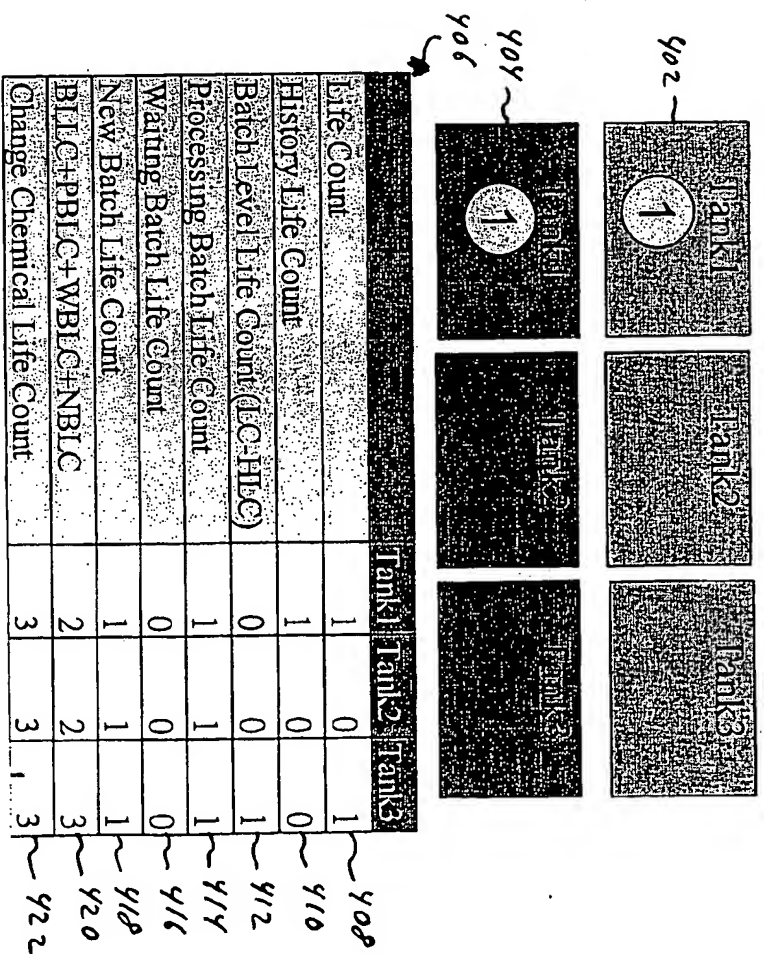 402
Tank1 Tank2 Tank3
1
404
Tank1 Tank2 Tank3
1
406
Tank1 Tank2 Tank3
Life Count 1 0 1 408
History Life Count 1 0 0 410
Batch Level Life Count (LC-HLC) 0 0 1 412
Processing Batch Life Count 1 1 1 414
Waiting Batch Life Count 0 0 0 416
New Batch Life Count 1 1 1 418
BLLC+PBLC+WBLC+NBLC 2 2 3 420
Change Chemical Life Count 3 3 3 422